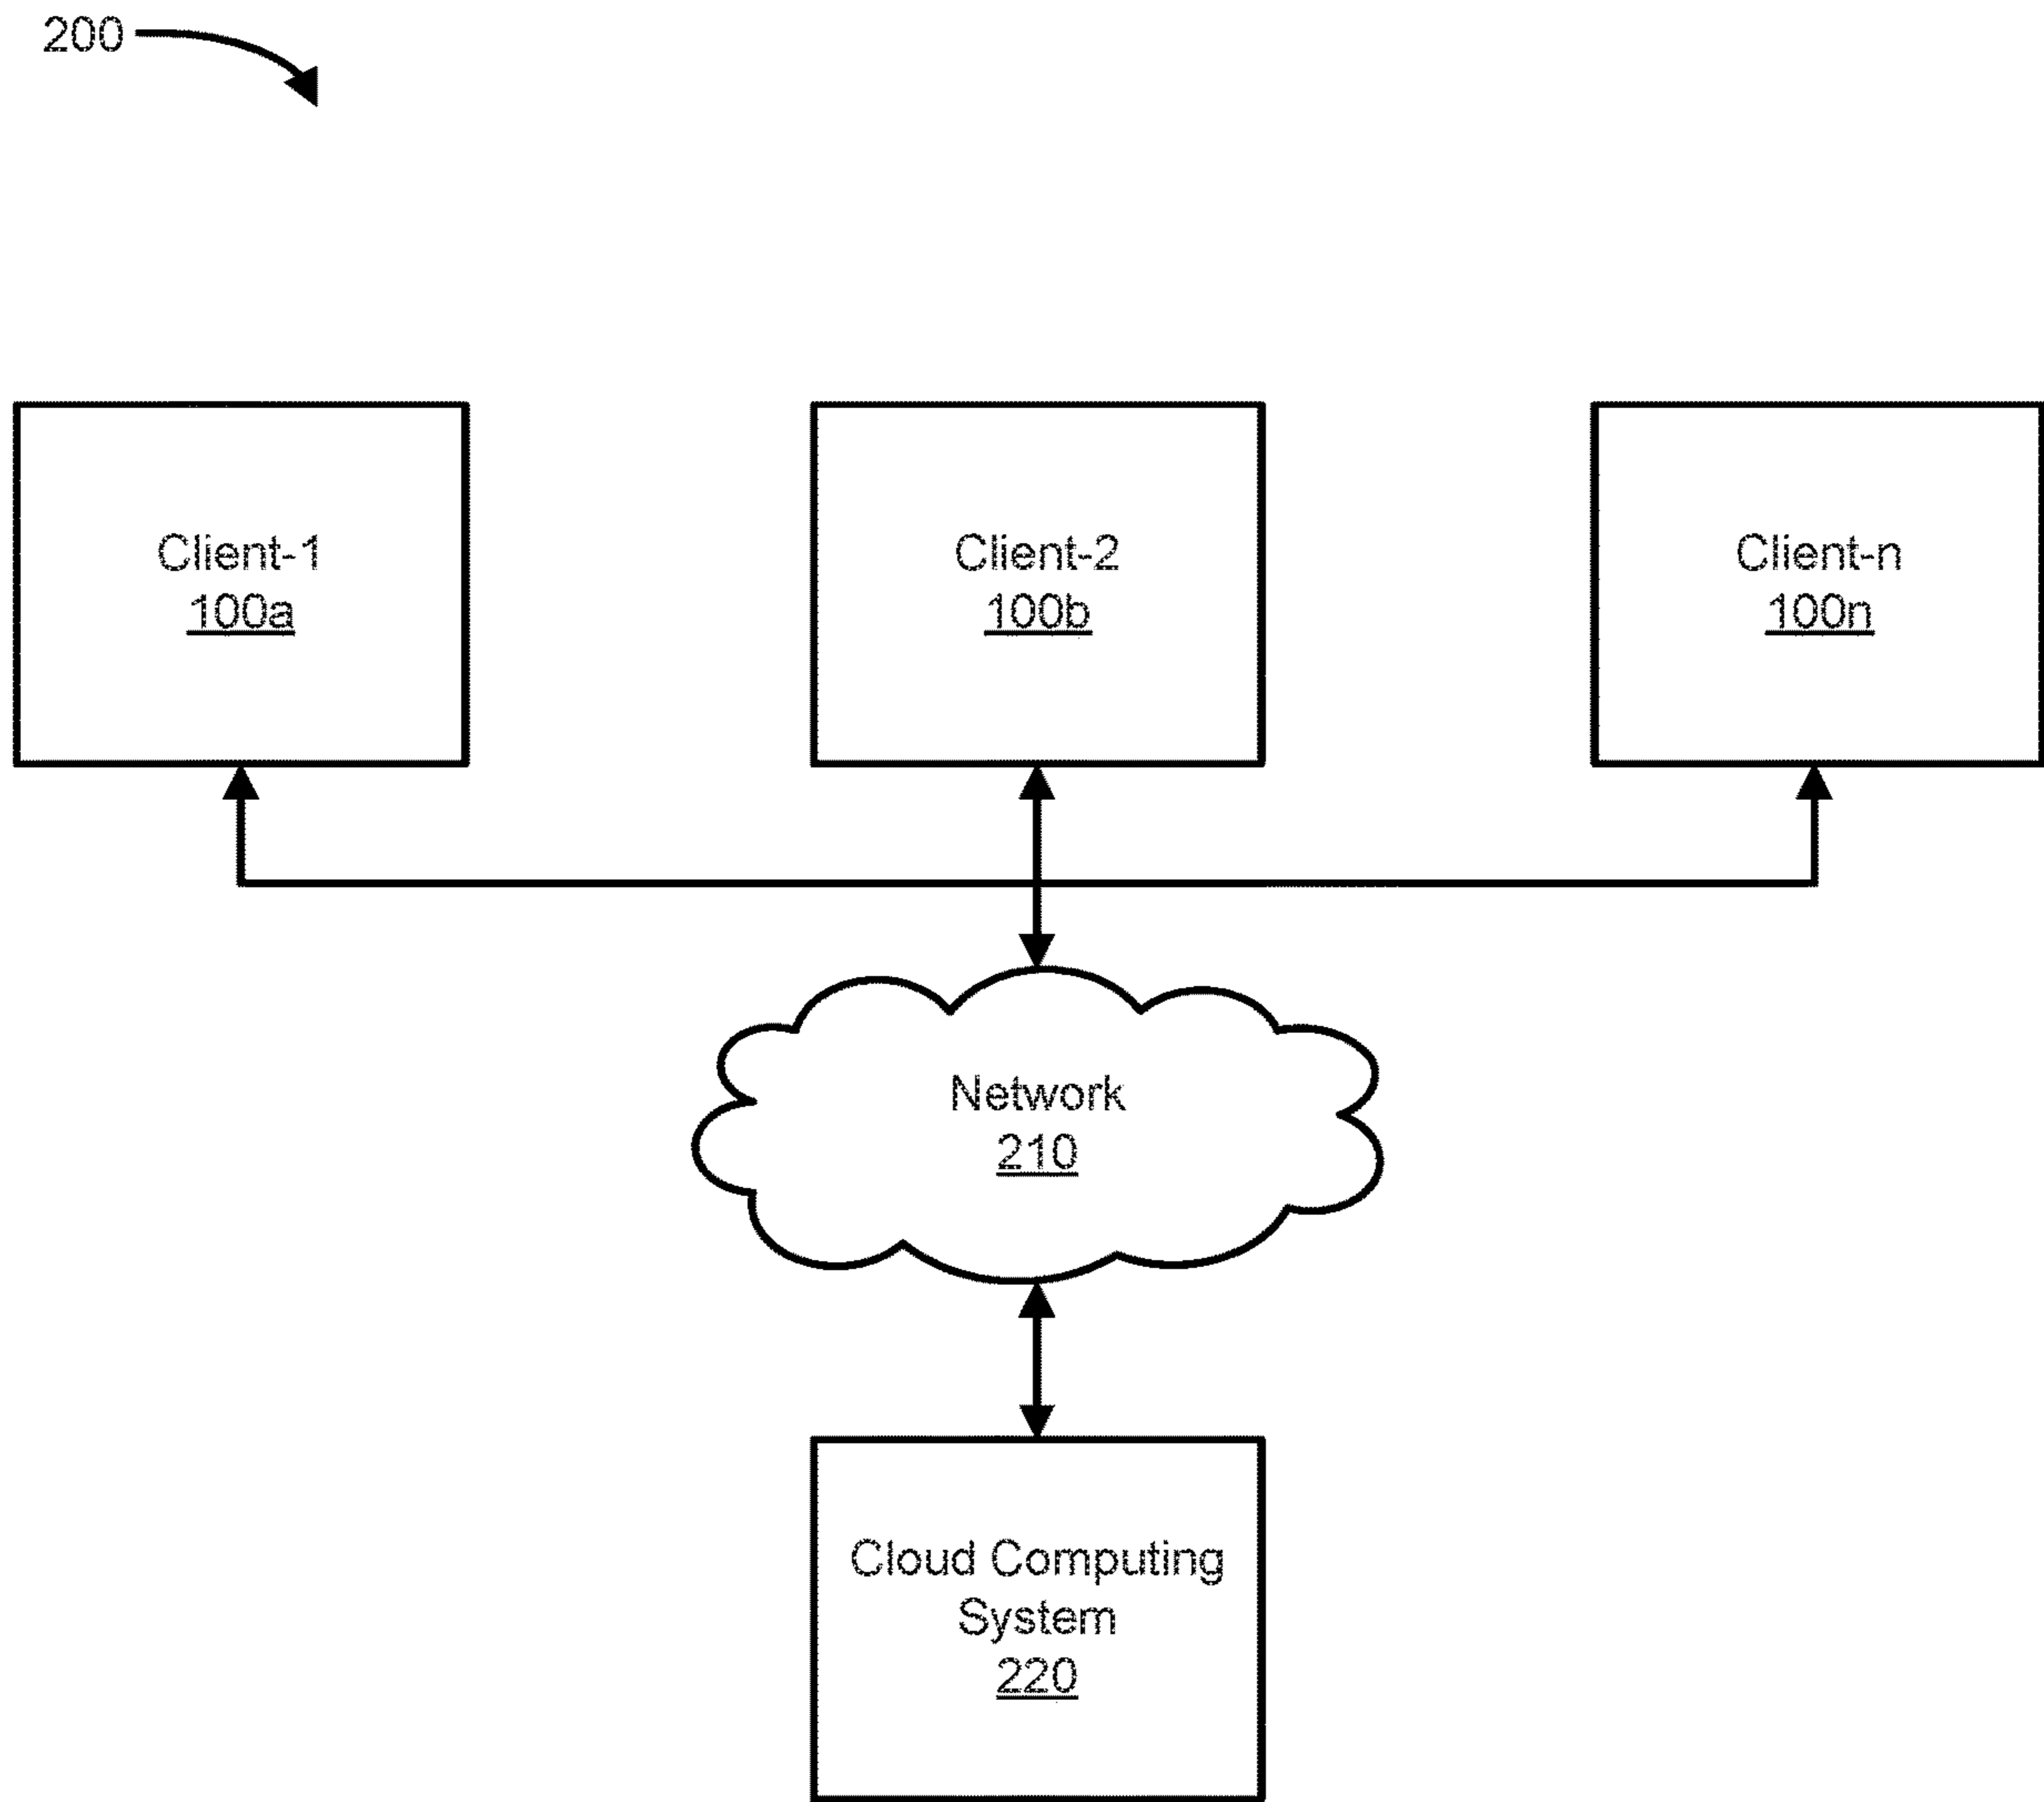 200
Client-1
100a
Client-2
100b
Client-n
100n
Network
210
Cloud Computing
System
220